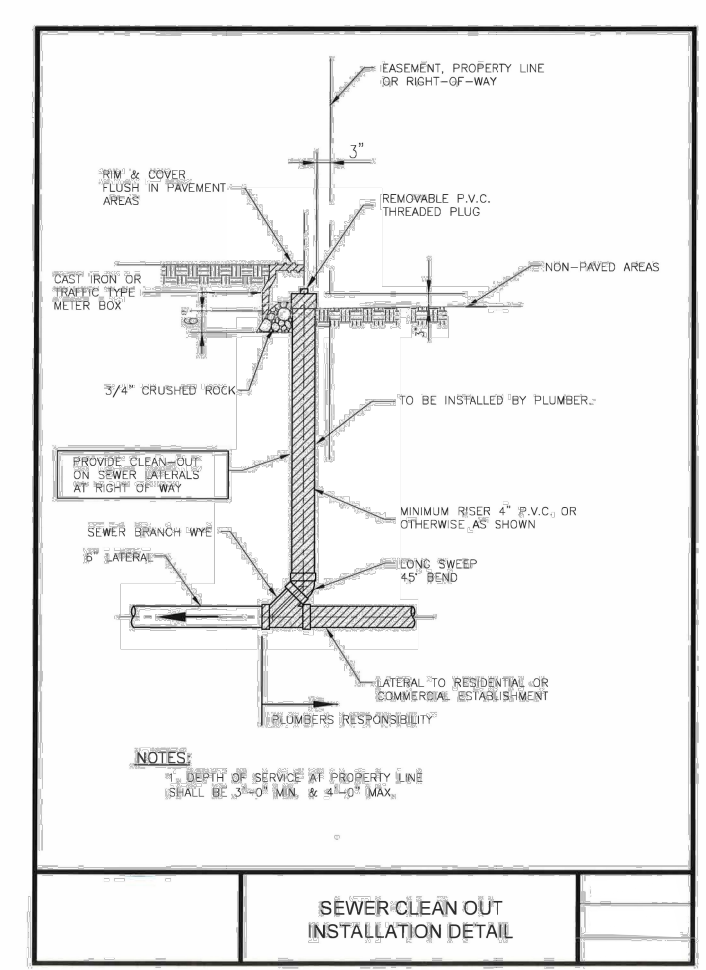 EASEMENT, PROPERTY LINE
OR RIGHT-OF-WAY
3"
RIM & COVER
FLUSH IN PAVEMENT
AREAS
REMOVABLE P.V.C.
THREADED PLUG
NON-PAVED AREAS
CAST IRON OR
TRAFFIC TYPE
METER BOX
6"
3"
3/4" CRUSHED ROCK
TO BE INSTALLED BY PLUMBER.
PROVIDE CLEAN-OUT
ON SEWER LATERALS
AT RIGHT OF WAY
MINIMUM RISER 4" P.V.C. OR
OTHERWISE AS SHOWN
SEWER BRANCH WYE
6" LATERAL
LONG SWEEP
45° BEND
LATERAL TO RESIDENTIAL OR
COMMERCIAL ESTABLISHMENT
PLUMBERS RESPONSIBILITY
NOTES:
1. DEPTH OF SERVICE AT PROPERTY LINE
SHALL BE 3'-0" MIN. & 4'-0" MAX.
SEWER CLEAN OUT
INSTALLATION DETAIL